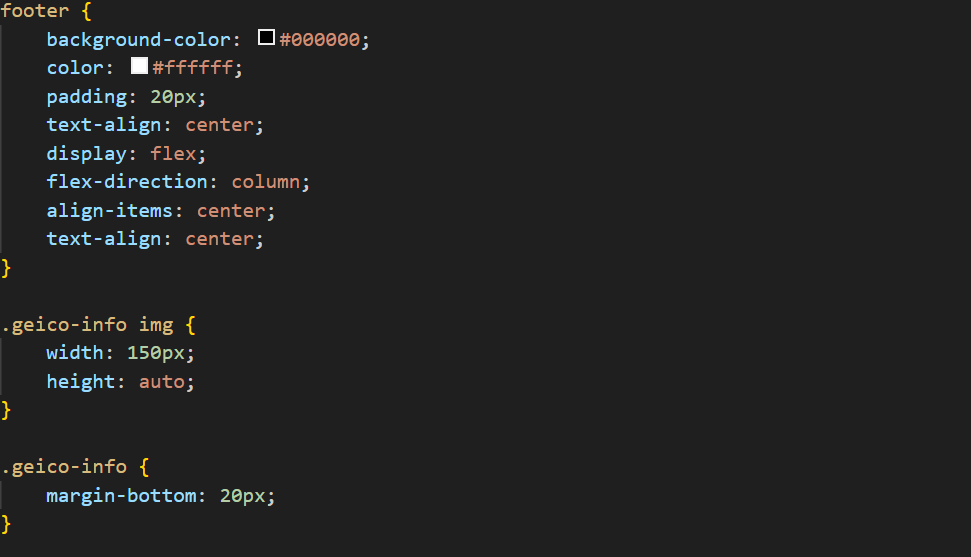 footer {
    background-color: #000000;
    color: #ffffff;
    padding: 20px;
    text-align: center;
    display: flex;
    flex-direction: column;
    align-items: center;
    text-align: center;
}

.geico-info img {
    width: 150px;
    height: auto;
}

.geico-info {
    margin-bottom: 20px;
}